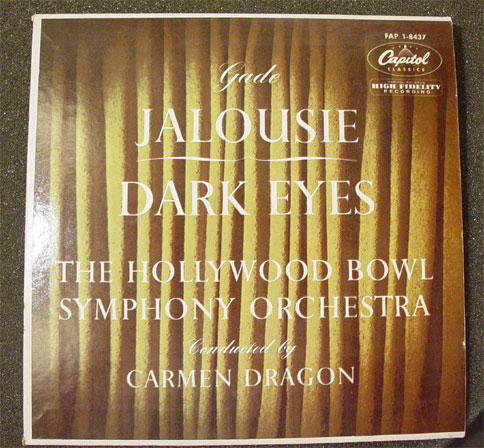 FAP 1-8437
Capitol
CLASSICS
HIGH FIDELITY
RECORDING
Gade
JALOUSIE
DARK EYES
THE HOLLYWOOD BOWL
SYMPHONY ORCHESTRA
Conducted by
CARMEN DRAGON